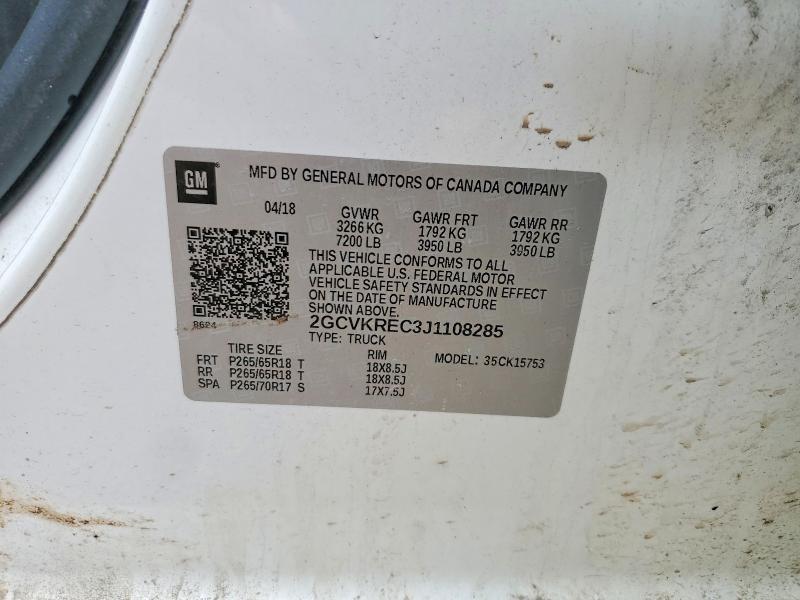 GM
MFD BY GENERAL MOTORS OF CANADA COMPANY
04/18 GVWR GAWR FRT GAWR RR
3266 KG 1792 KG 1792 KG
7200 LB 3950 LB 3950 LB
THIS VEHICLE CONFORMS TO ALL
APPLICABLE U.S. FEDERAL MOTOR
VEHICLE SAFETY STANDARDS IN EFFECT
ON THE DATE OF MANUFACTURE
SHOWN ABOVE.
8624
2GCVKREC3J1108285
TYPE: TRUCK
TIRE SIZE RIM MODEL: 35CK15753
FRT P265/65R18 T 18X8.5J
RR P265/65R18 T 18X8.5J
SPA P265/70R17 S 17X7.5J